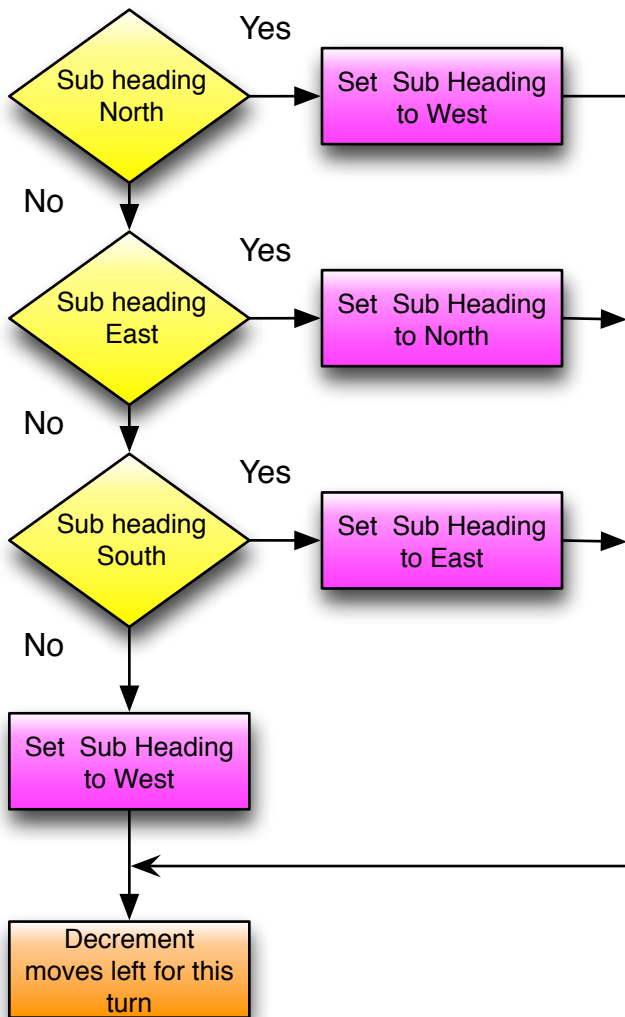 Yes
Sub heading
North
Set  Sub Heading
to West
No
Yes
Sub heading
East
Set  Sub Heading
to North
No
Yes
Sub heading
South
Set  Sub Heading
to East
No
Set  Sub Heading
to West
Decrement
moves left for this
turn